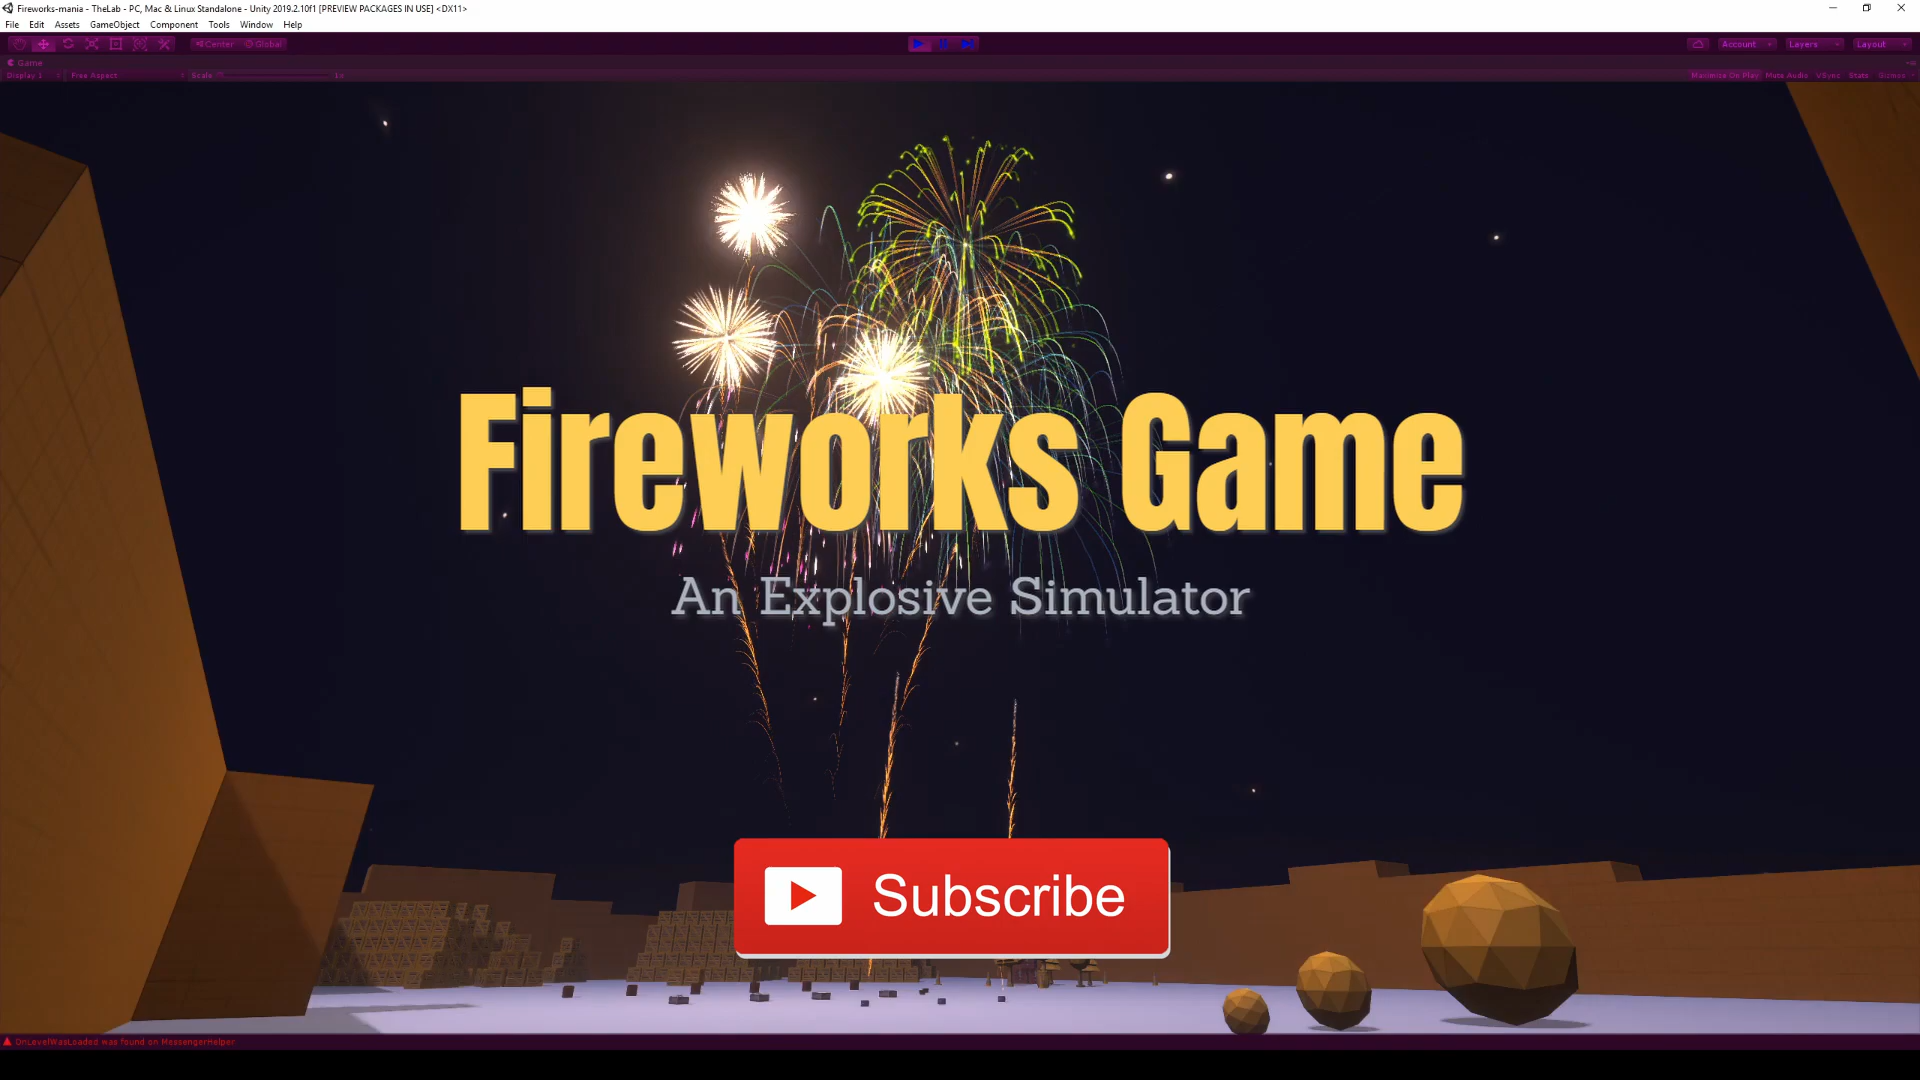 Fireworks-mania - TheLab - PC, Mac & Linux Standalone - Unity 2019.2.10f1 [PREVIEW PACKAGES IN USE] <DX11>
File Edit Assets GameObject Component Tools Window Help
Center Global Account Layers Layout
Game
Display 1 Free Aspect Scale 1x Maximize On Play Mute Audio VSync Stats Gizmos
Fireworks Game
An Explosive Simulator
Subscribe
OnLevelWasLoaded was found on MessengerHelper